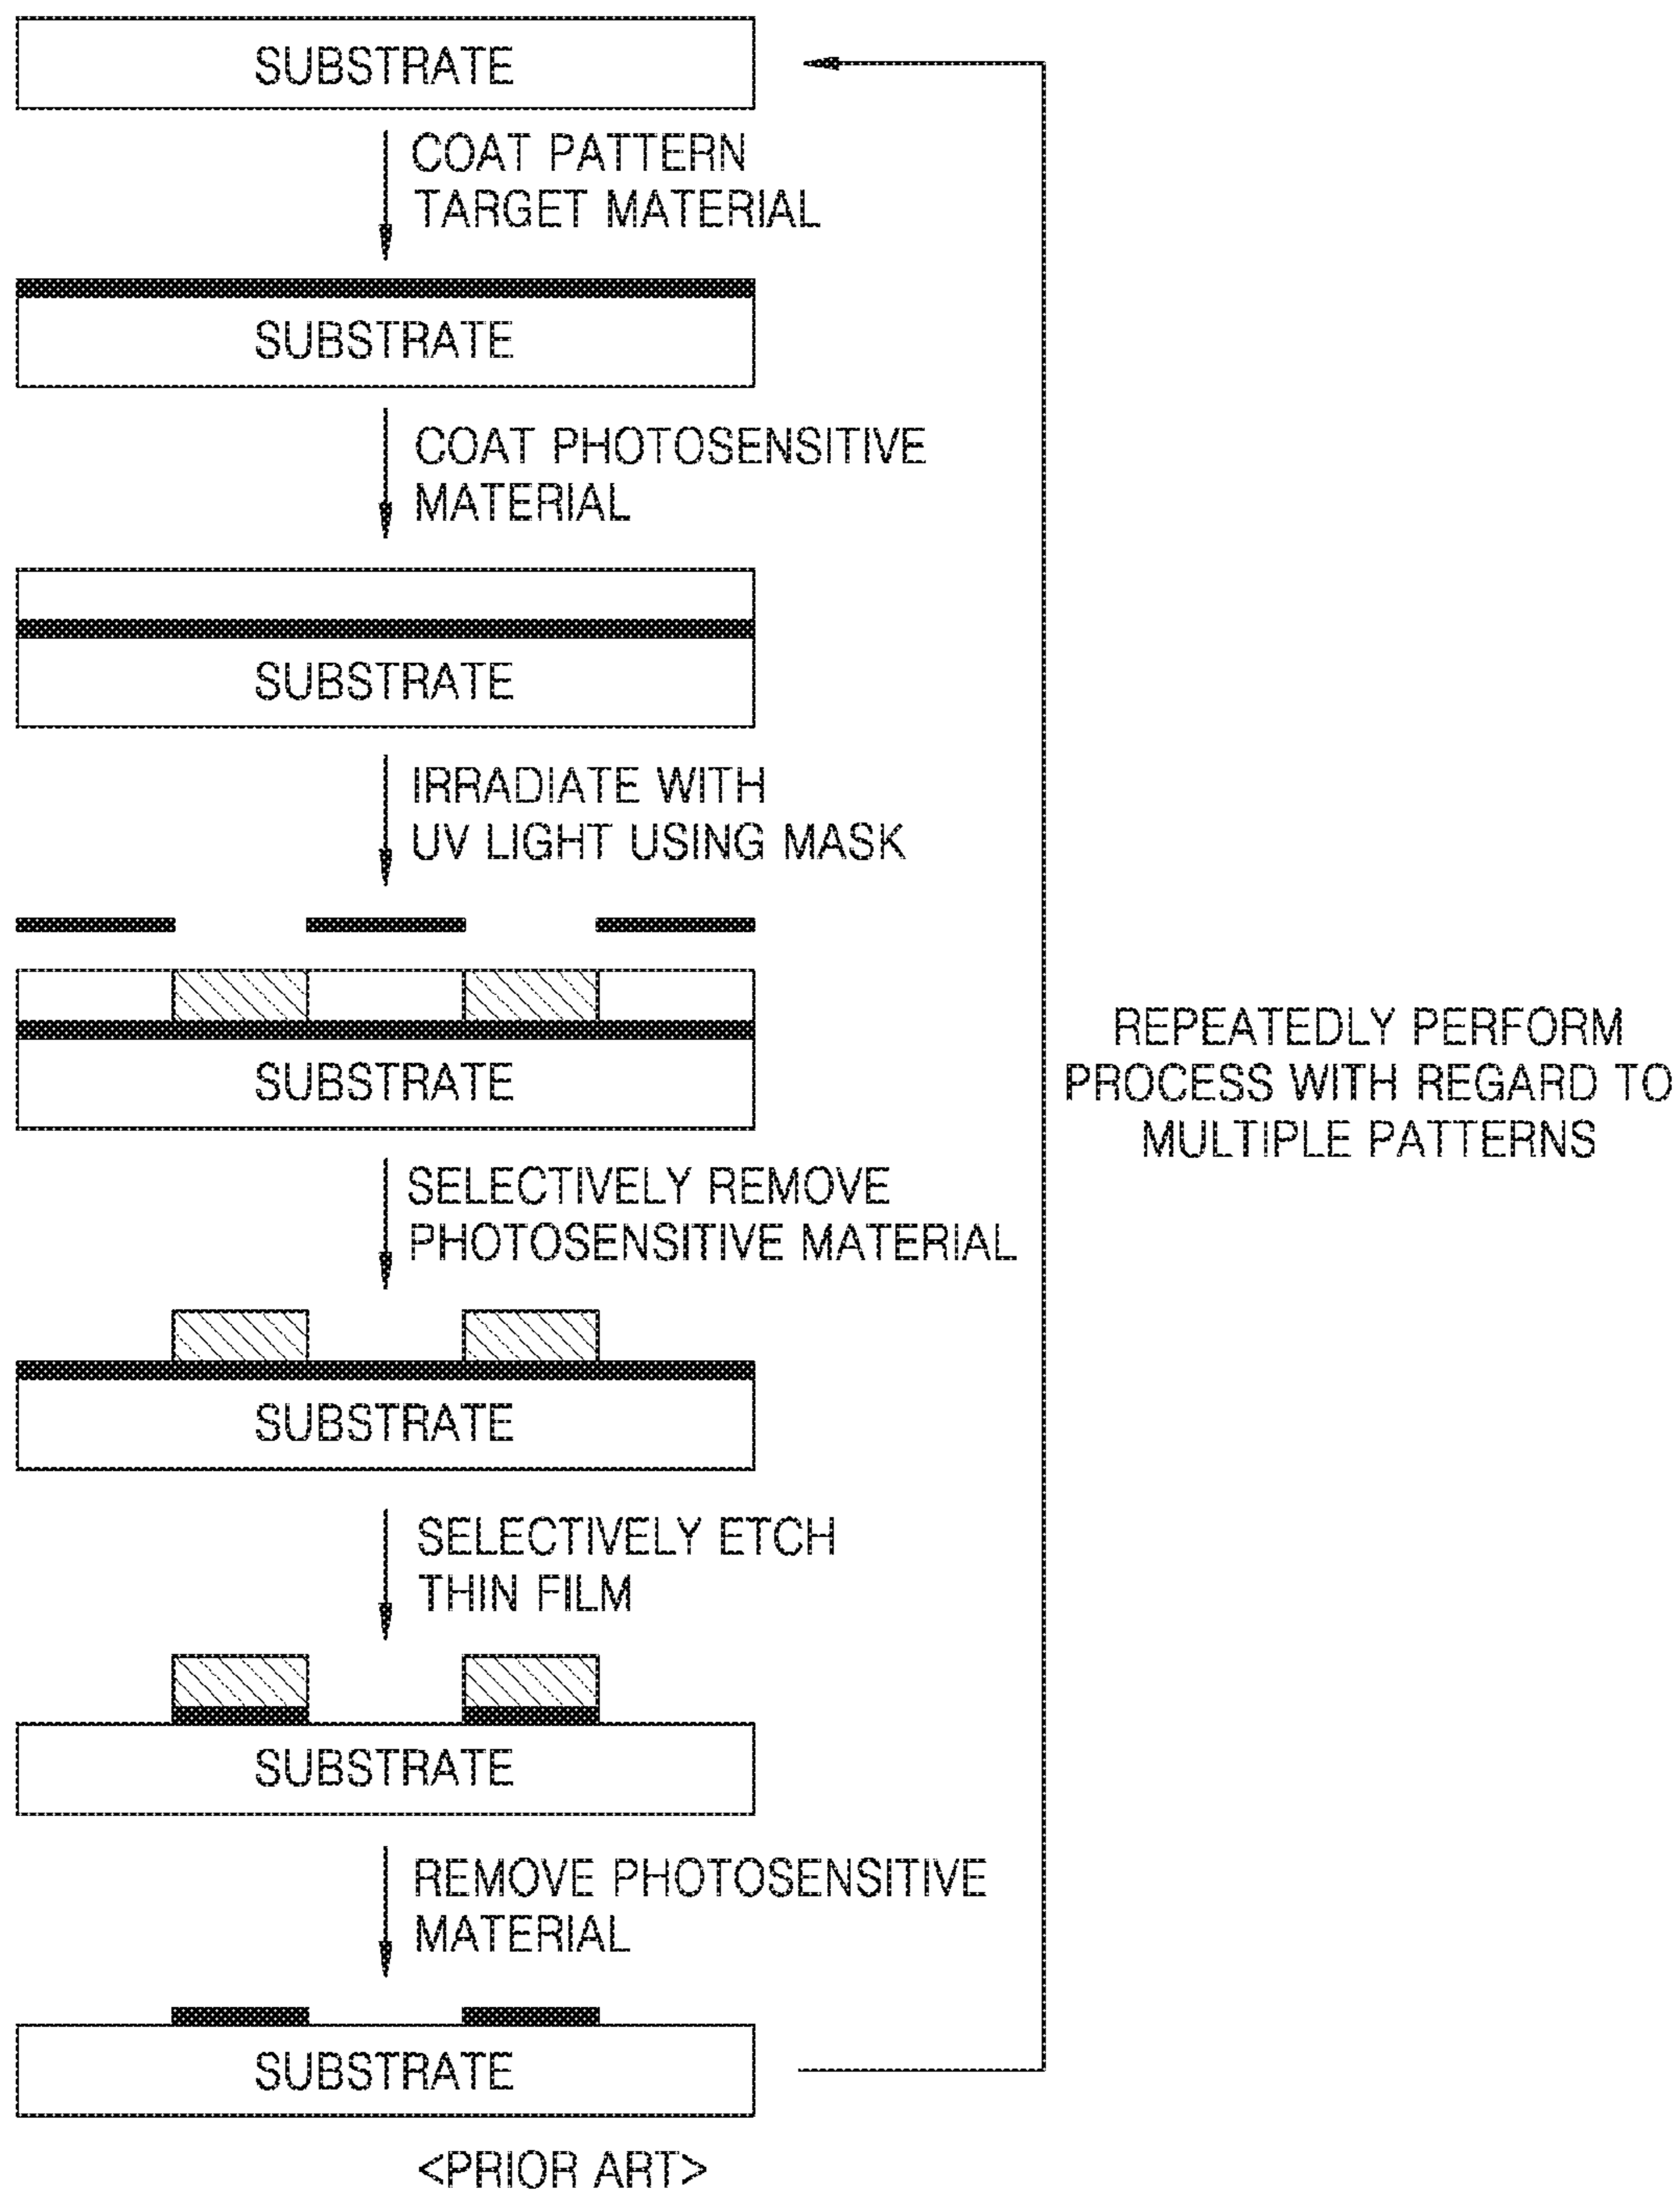 SUBSTRATE
COAT PATTERN
TARGET MATERIAL
SUBSTRATE
COAT PHOTOSENSITIVE
MATERIAL
SUBSTRATE
IRRADIATE WITH
UV LIGHT USING MASK
SUBSTRATE
SELECTIVELY REMOVE
PHOTOSENSITIVE MATERIAL
SUBSTRATE
SELECTIVELY ETCH
THIN FILM
SUBSTRATE
REMOVE PHOTOSENSITIVE
MATERIAL
SUBSTRATE
REPEATEDLY PERFORM
PROCESS WITH REGARD TO
MULTIPLE PATTERNS
<PRIOR ART>